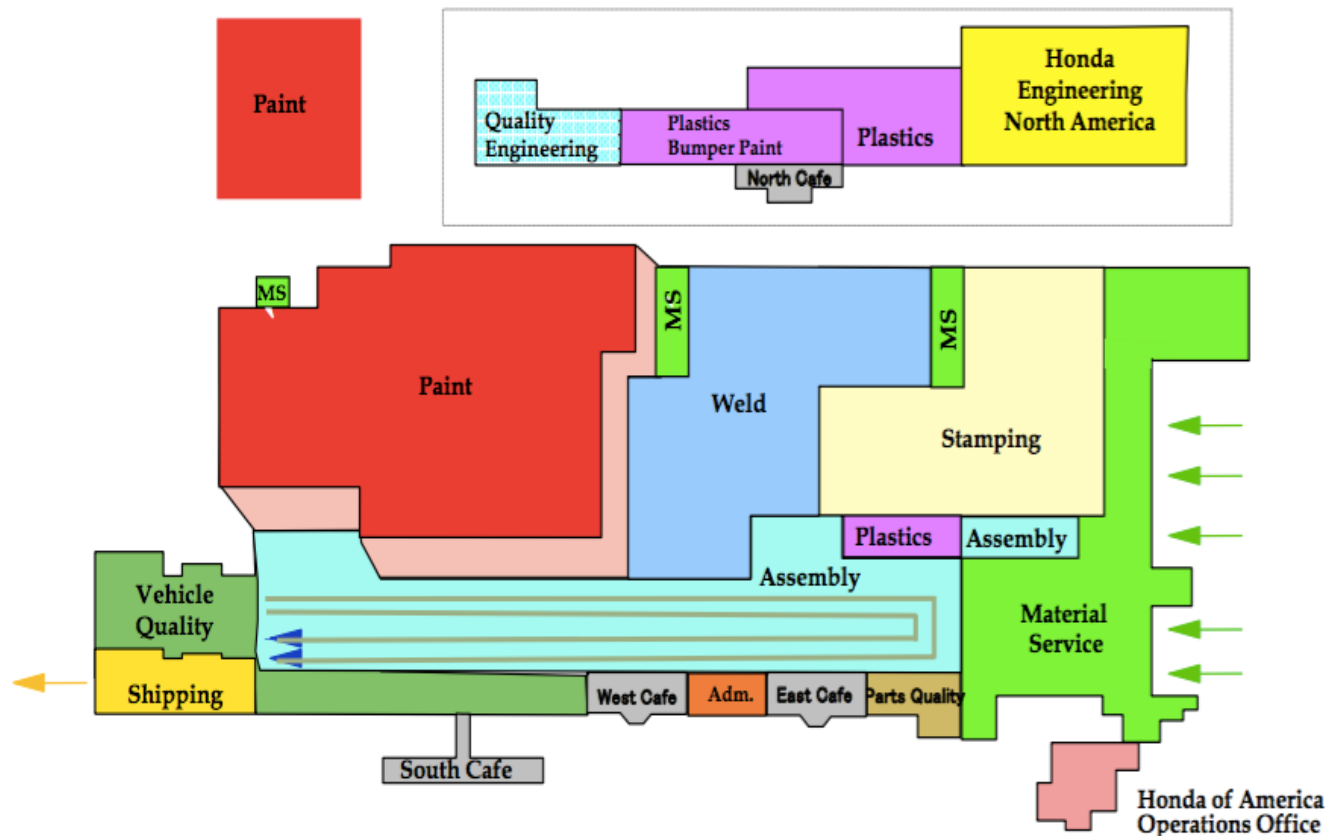 Paint
Honda
Engineering
North America
Quality
Engineering
Plastics
Bumper Paint
Plastics
North Cafe
MS
MS
MS
Paint
Weld
Stamping
Plastics
Assembly
Assembly
Vehicle
Quality
Material
Service
Shipping
West Cafe
Adm.
East Cafe
Parts Quality
South Cafe
Honda of America
Operations Office